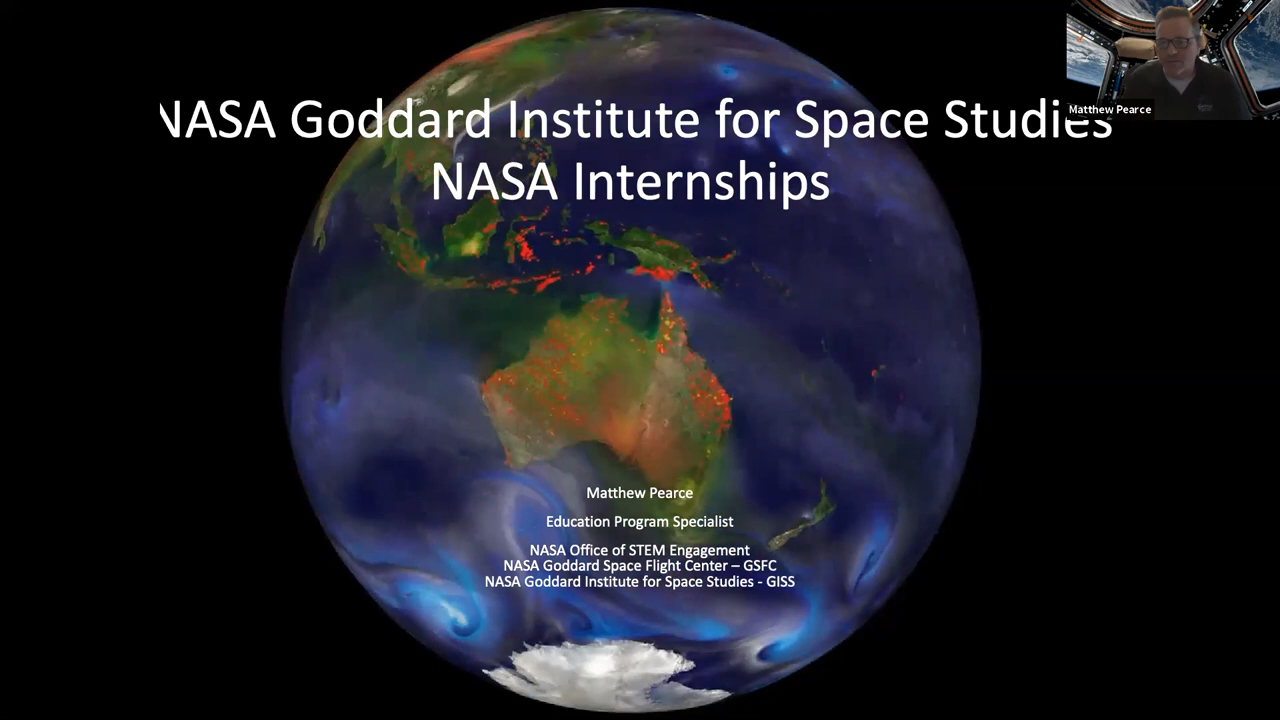 NASA Goddard Institute for Space Studies
NASA Internships
Matthew Pearce
Matthew Pearce
Education Program Specialist
NASA Office of STEM Engagement
NASA Goddard Space Flight Center – GSFC
NASA Goddard Institute for Space Studies - GISS